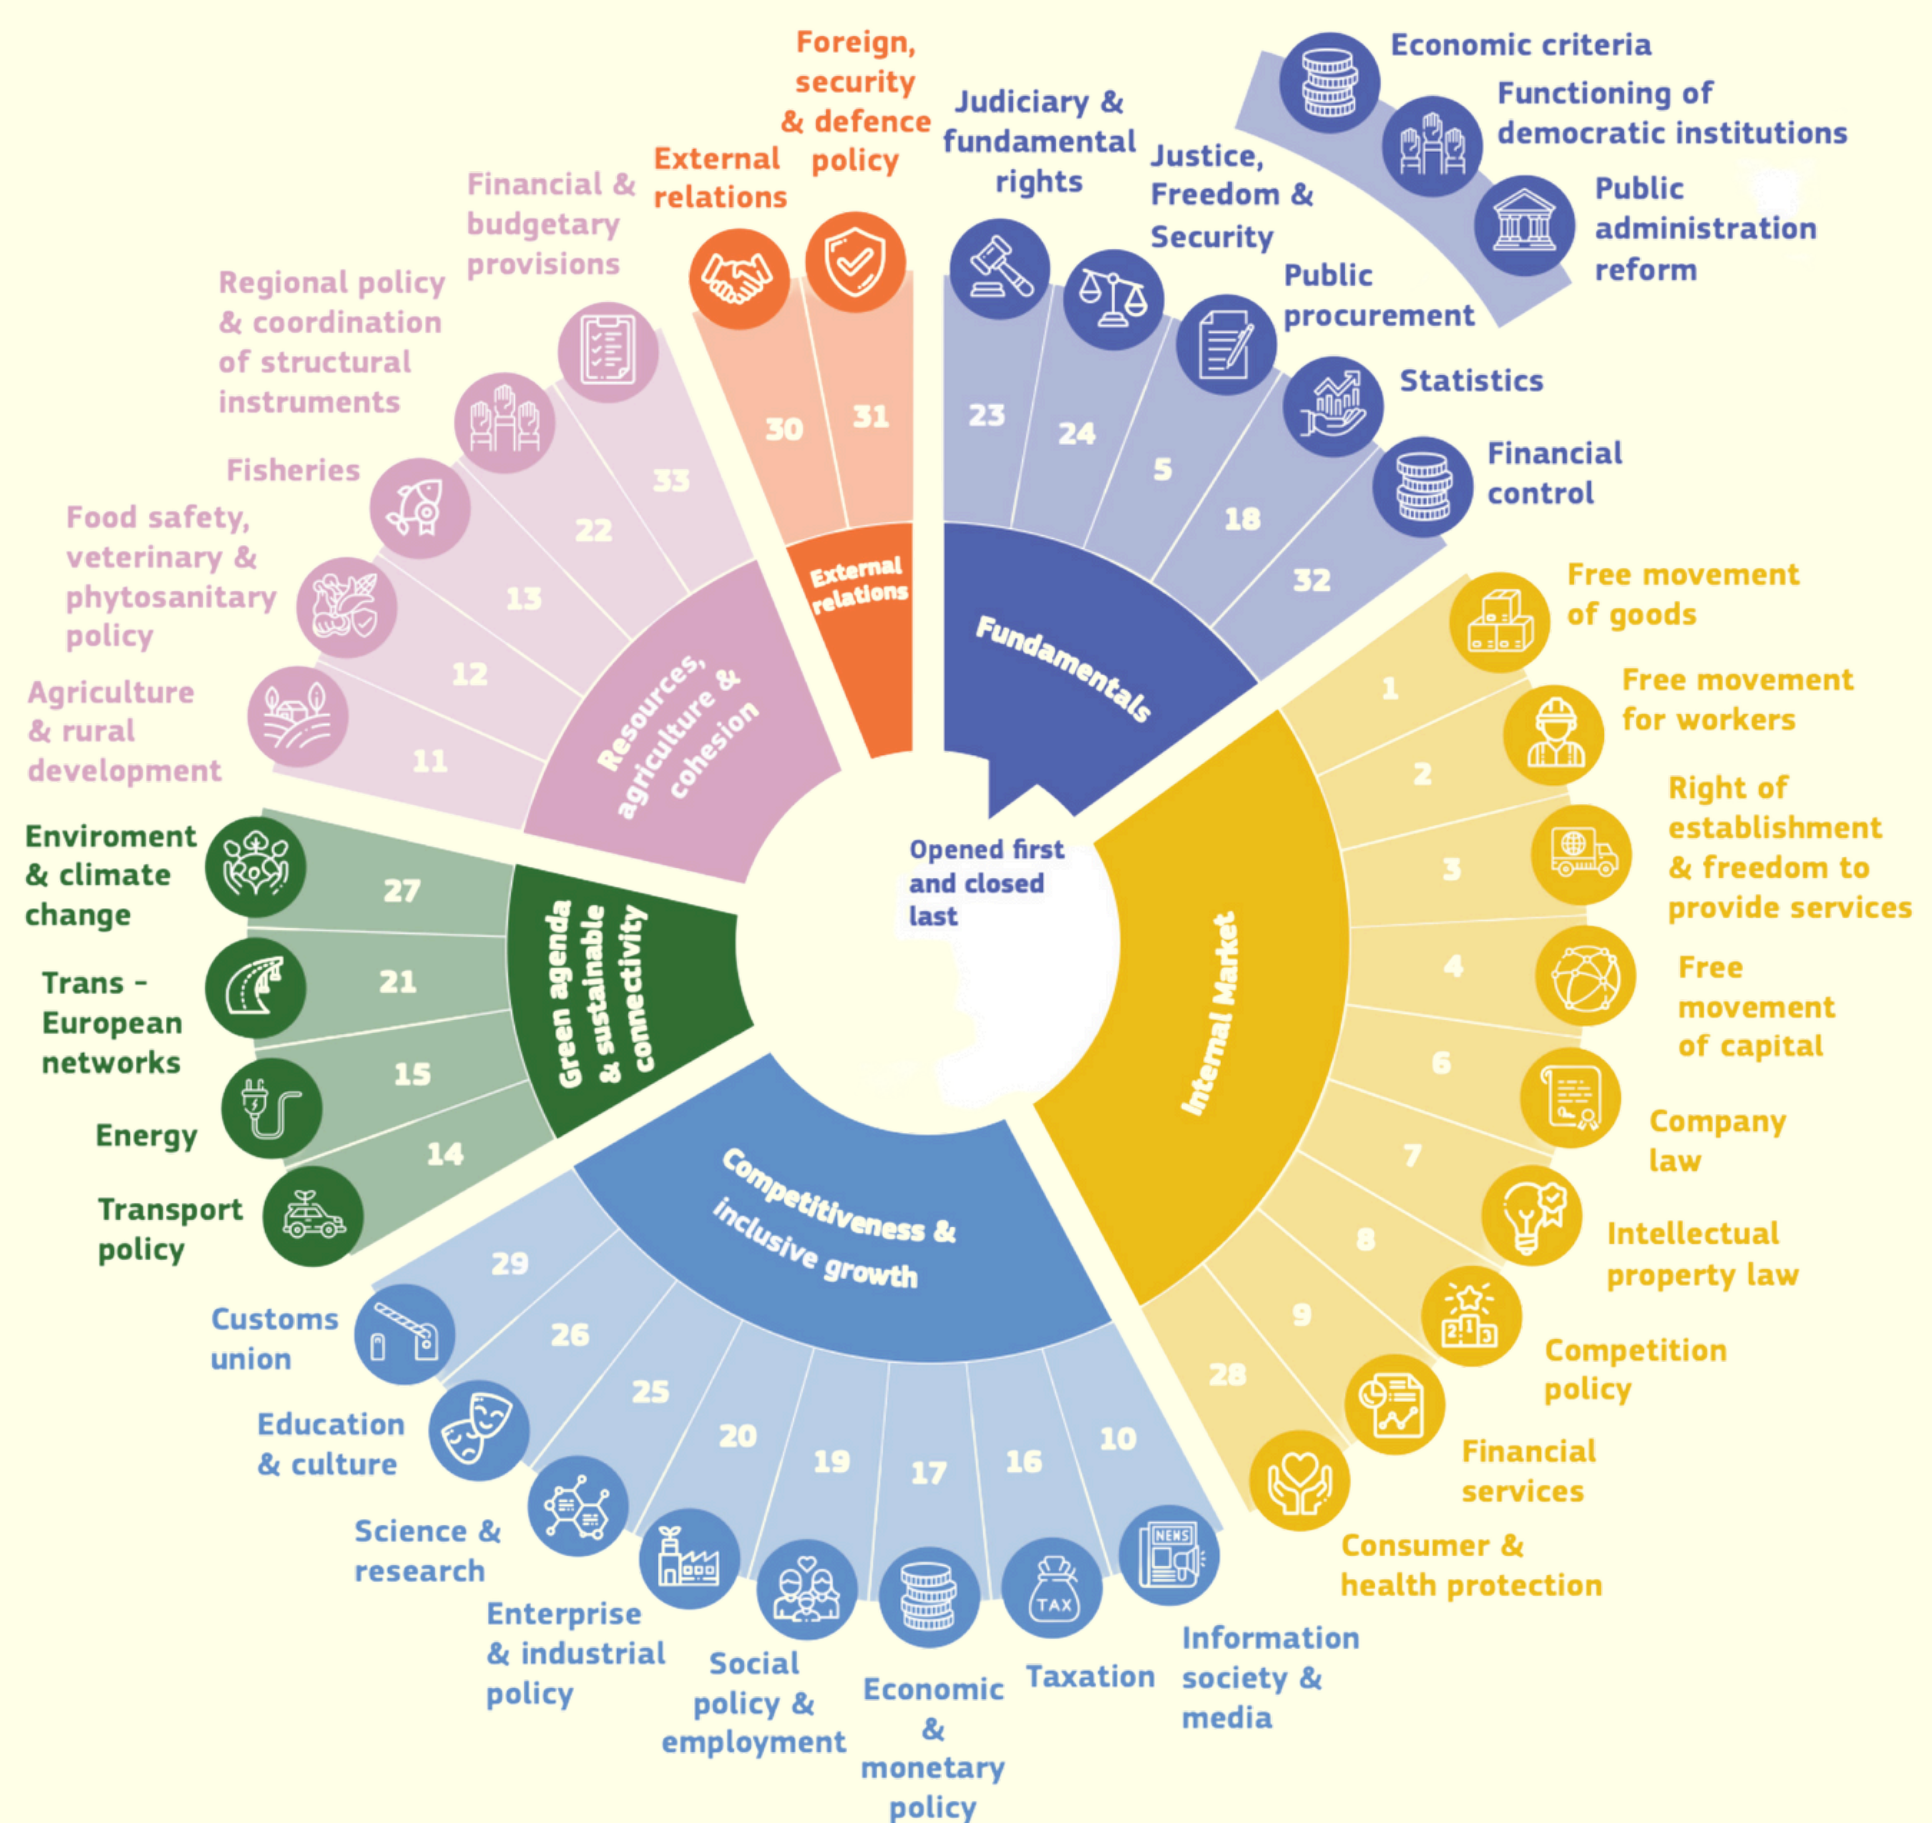 Foreign,
security
& defence
policy
External
relations
30
31
External
relations
Judiciary &
fundamental
rights
Justice,
Freedom &
Security
Public
procurement
Statistics
Financial
control
23
24
5
18
32
Fundamentals
Economic criteria
Functioning of
democratic institutions
Public
administration
reform
Opened first
and closed
last
Free movement
of goods
Free movement
for workers
Right of
establishment
& freedom to
provide services
Free
movement
of capital
Company
law
Intellectual
property law
Competition
policy
Financial
services
Consumer &
health protection
1
2
3
4
6
7
8
9
28
2 1 3
Internal Market
Information
society &
media
Taxation
Economic
&
monetary
policy
Social
policy &
employment
Enterprise
& industrial
policy
Science &
research
Education
& culture
Customs
union
NEWS
TAX
10
16
17
19
20
25
26
29
Competitiveness &
inclusive growth
Transport
policy
Energy
Trans -
European
networks
Enviroment
& climate
change
14
15
21
27
Green agenda
& sustainable
connectivity
Agriculture
& rural
development
Food safety,
veterinary &
phytosanitary
policy
Fisheries
Regional policy
& coordination
of structural
instruments
Financial &
budgetary
provisions
11
12
13
22
33
Resources,
agriculture &
cohesion